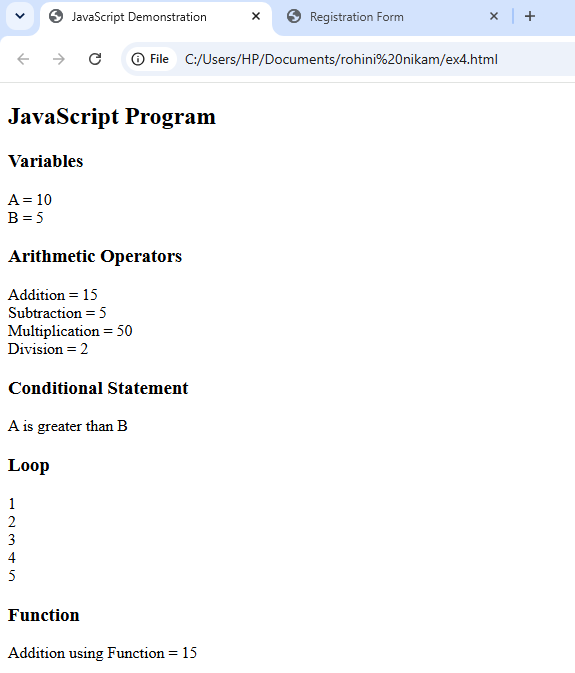 JavaScript Demonstration
Registration Form
File
C:/Users/HP/Documents/rohini%20nikam/ex4.html
JavaScript Program
Variables
A = 10
B = 5
Arithmetic Operators
Addition = 15
Subtraction = 5
Multiplication = 50
Division = 2
Conditional Statement
A is greater than B
Loop
1
2
3
4
5
Function
Addition using Function = 15